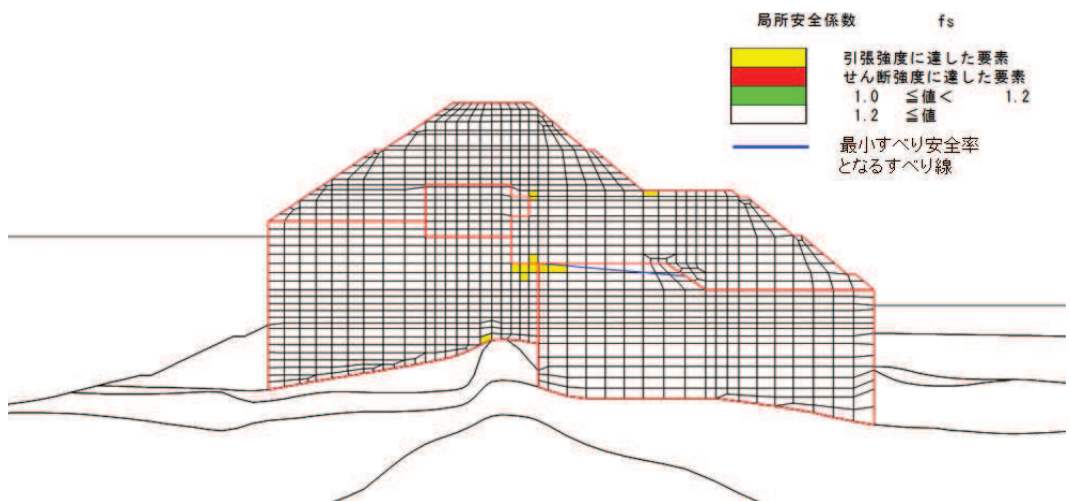 局所安全係数 fs
引張強度に達した要素
せん断強度に達した要素
1.0 ≦値< 1.2
1.2 ≦値
最小すべり安全率
となるすべり線